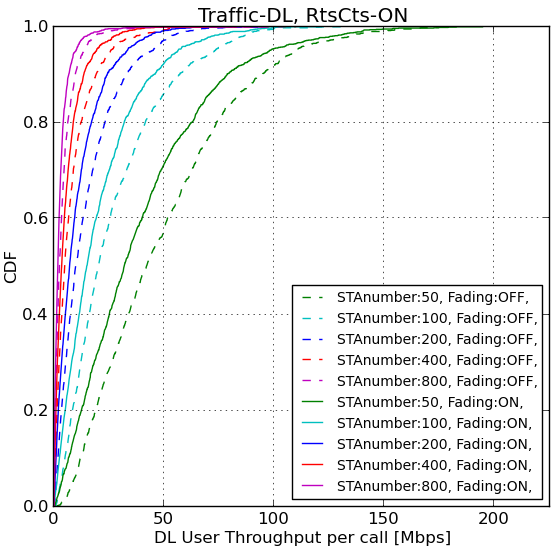 Traffic-DL, RtsCts-ON
1.0
0.8
0.6
0.4
0.2
0.0
CDF
STAnumber:50, Fading:OFF,
STAnumber:100, Fading:OFF,
STAnumber:200, Fading:OFF,
STAnumber:400, Fading:OFF,
STAnumber:800, Fading:OFF,
STAnumber:50, Fading:ON,
STAnumber:100, Fading:ON,
STAnumber:200, Fading:ON,
STAnumber:400, Fading:ON,
STAnumber:800, Fading:ON,
0 50 100 150 200
DL User Throughput per call [Mbps]